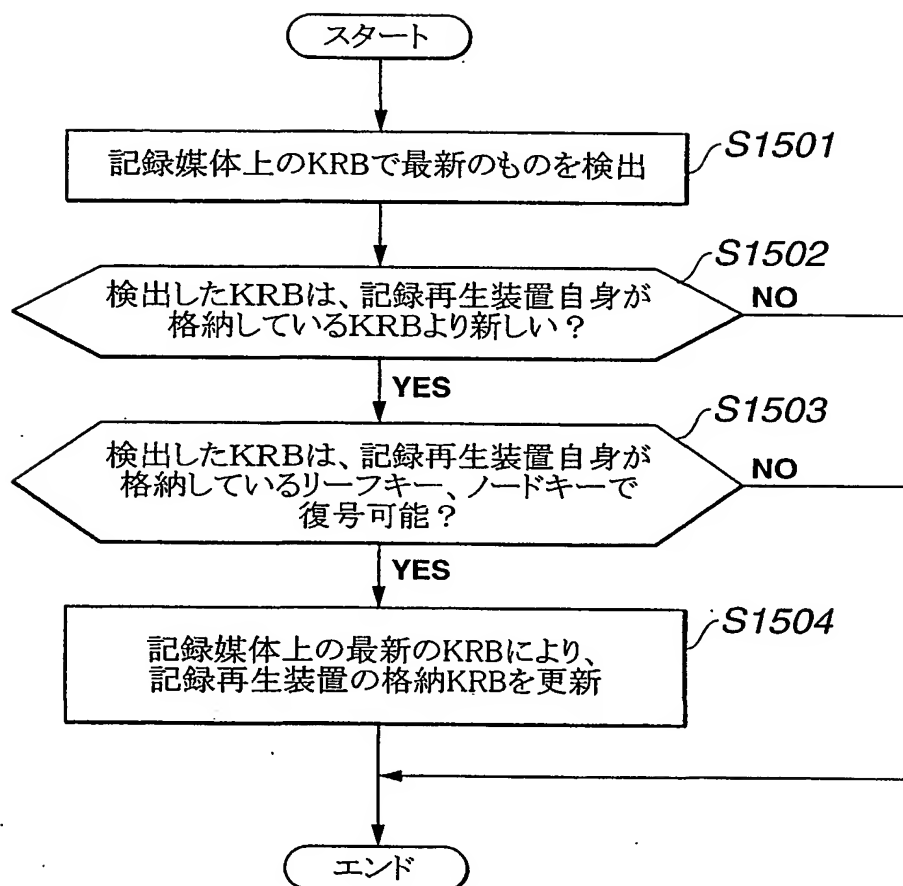 スタート
記録媒体上のKRBで最新のものを検出
S1501
検出したKRBは、記録再生装置自身が
格納しているKRBより新しい？
S1502
NO
YES
検出したKRBは、記録再生装置自身が
格納しているリーフキー、ノードキーで
復号可能？
S1503
NO
YES
記録媒体上の最新のKRBにより、
記録再生装置の格納KRBを更新
S1504
エンド